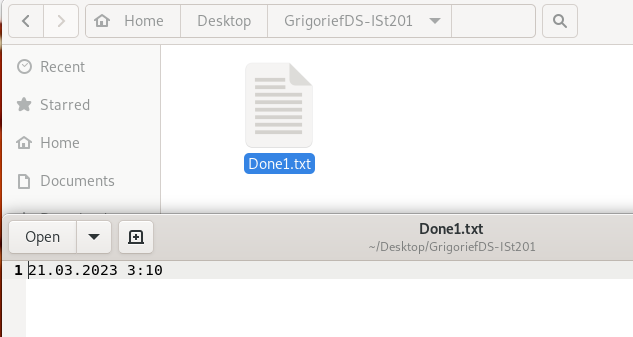 Home Desktop GrigoriefDS-ISt201
Recent
Starred
Home
Documents
Done1.txt
Open
Done1.txt
~/Desktop/GrigoriefDS-ISt201
1 21.03.2023 3:10